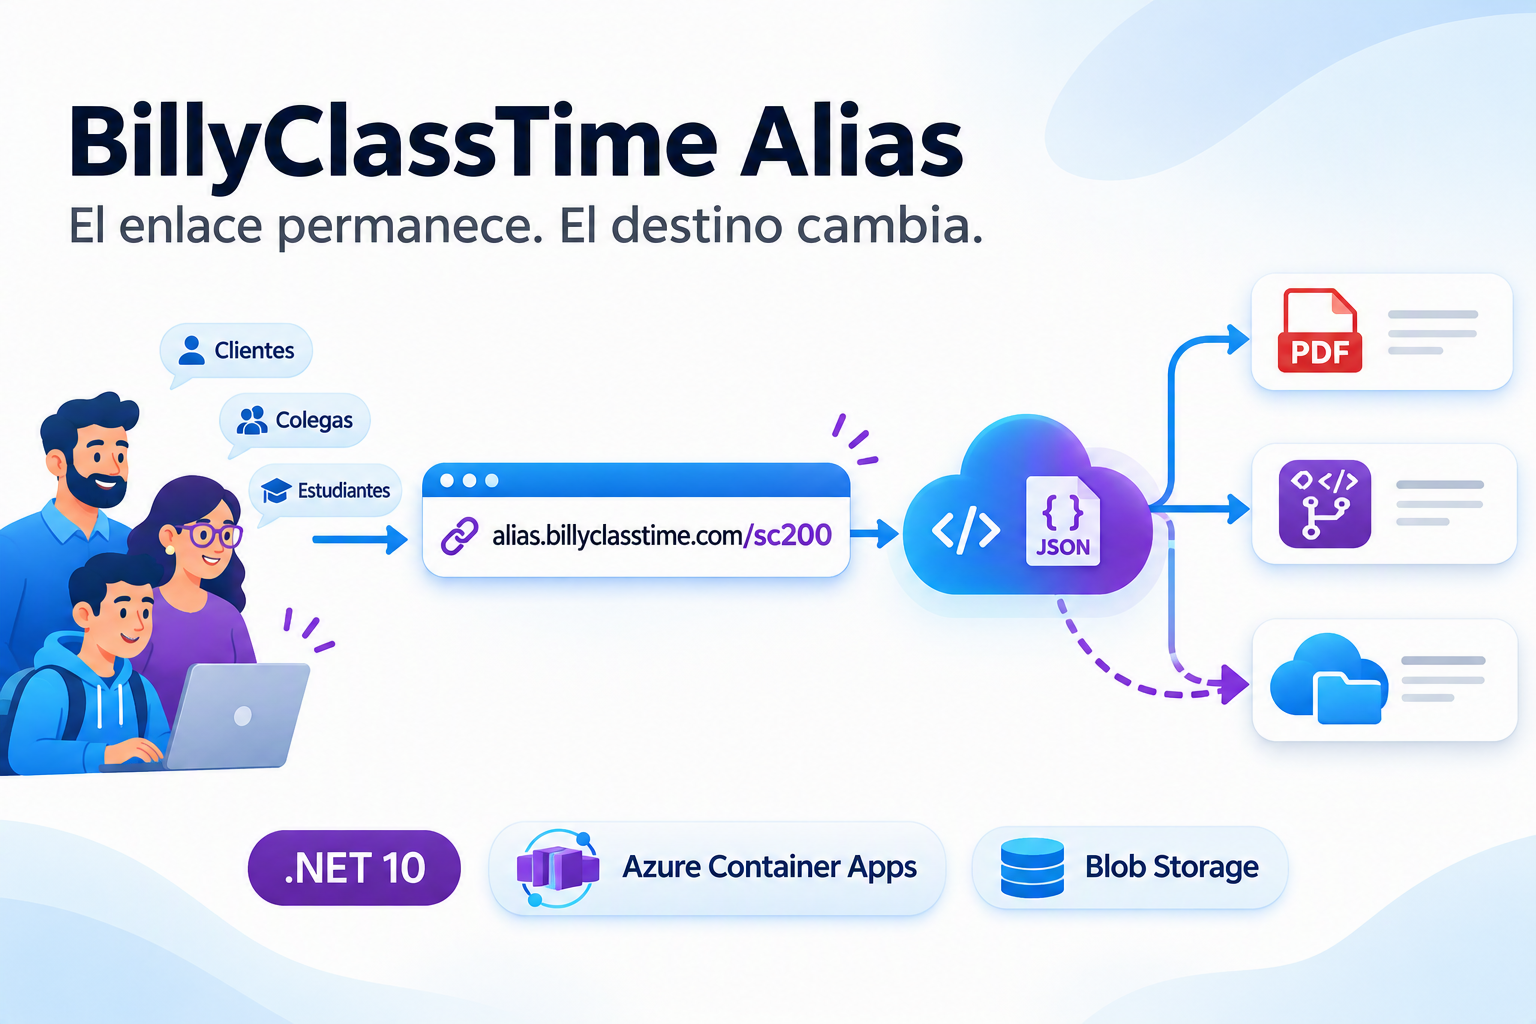 BillyClassTime Alias
El enlace permanece. El destino cambia.
Clientes
Colegas
Estudiantes
alias.billyclasstime.com/sc200
</>
{ }
JSON
PDF
</>
.NET 10
Azure Container Apps
Blob Storage